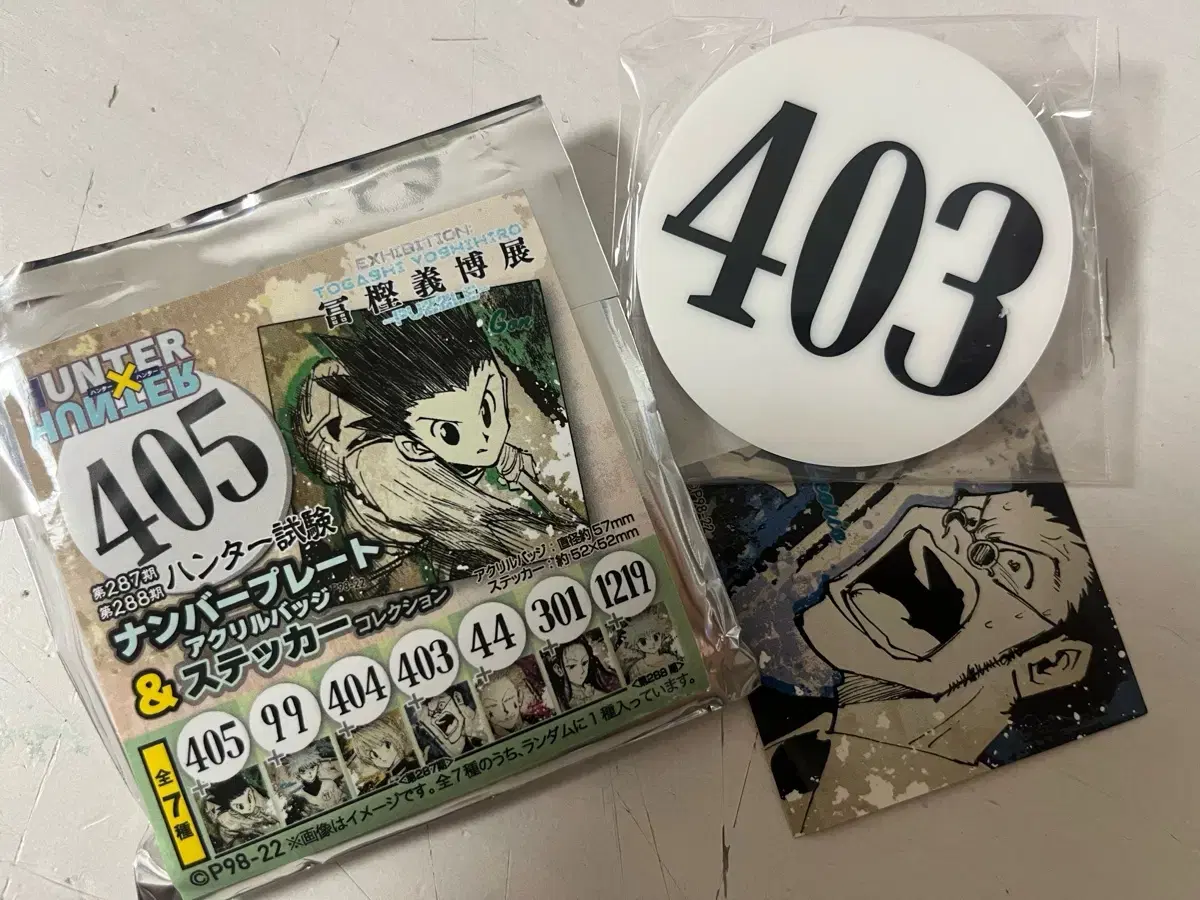 EXHIBITION
TOGASHI YOSHIHIRO
冨樫義博展
-PUZZLE-
HUNTER
×
ハンター ハンター
HUNTER
Gon
405
第287期
第288期
ハンター試験
ナンバープレート
アクリルバッジ
&ステッカーコレクション
アクリルバッジ：直径約57mm
ステッカー：約52×52mm
405
99
404
403
44
301
1219
全7種
第287期
第288期
©P98-22 ※画像はイメージです。全7種のうち、ランダムに1種入っています。
403
P98-22